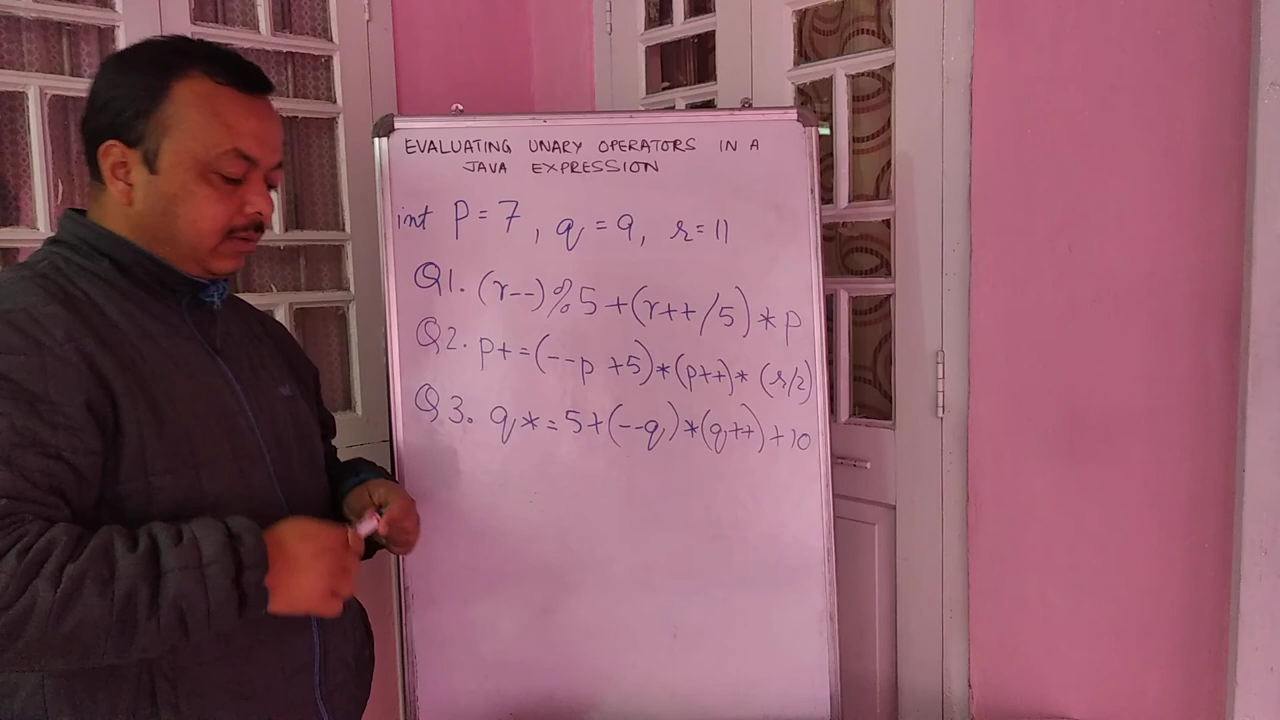 EVALUATING UNARY OPERATORS IN A
JAVA EXPRESSION
int p = 7, q = 9, r = 11
Q1. (r--)%5+(r++/5)*p
Q2. p+=(--p+5)*(p++)*(r/2)
Q3. q*=5+(--q)*(q++)+10